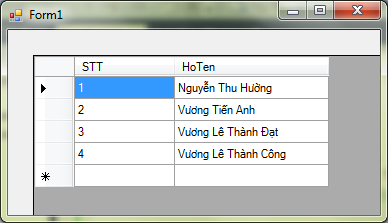 Form1
STT HoTen
1 Nguyễn Thu Hường
2 Vương Tiến Anh
3 Vương Lê Thành Đạt
4 Vương Lê Thành Công